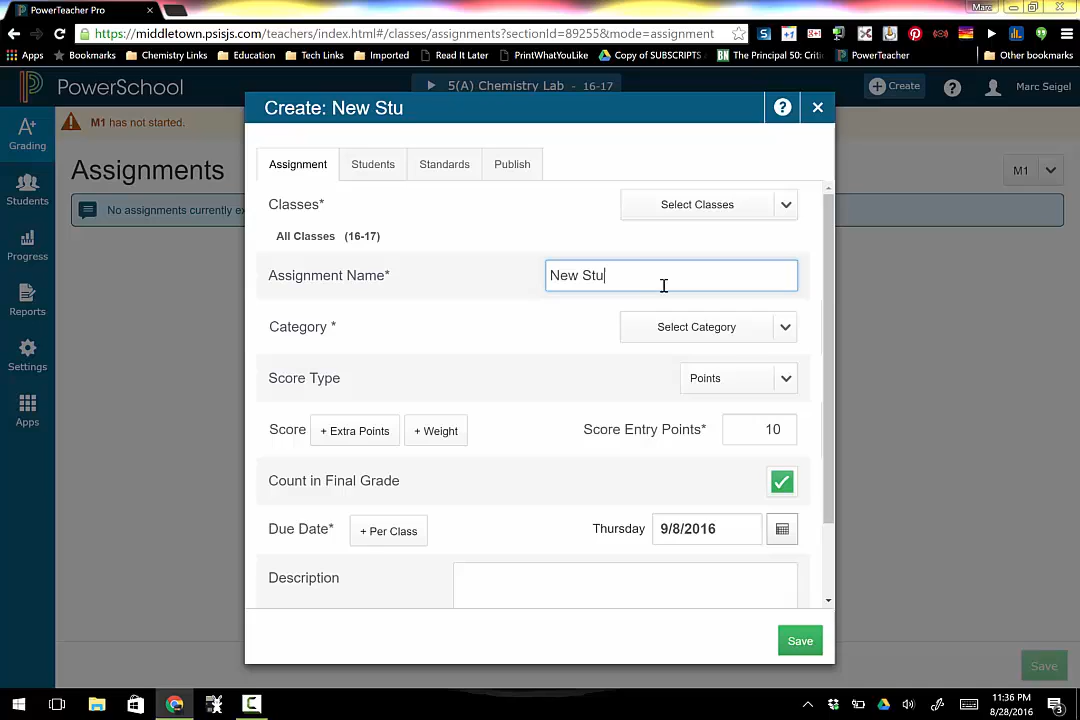 PowerTeacher Pro
Marc
https://middletown.psisjs.com/teachers/index.html#/classes/assignments?sectionId=89255&mode=assignment
Apps
Bookmarks
Chemistry Links
Education
Tech Links
Imported
Read It Later
PrintWhatYouLike
Copy of SUBSCRIPTS
The Principal 50: Criti
PowerTeacher
Other bookmarks
PowerSchool
5(A) Chemistry Lab - 16-17
Create
?
Marc Seigel
A+
Grading
Students
Progress
Reports
Settings
Apps
M1 has not started.
Assignments
M1
No assignments currently ex
Create: New Stu
?
Assignment
Students
Standards
Publish
Classes*
Select Classes
All Classes (16-17)
Assignment Name*
New Stu
Category *
Select Category
Score Type
Points
Score
+ Extra Points
+ Weight
Score Entry Points*
10
Count in Final Grade
Due Date*
+ Per Class
Thursday
9/8/2016
Description
Save
Save
11:36 PM
8/28/2016
3